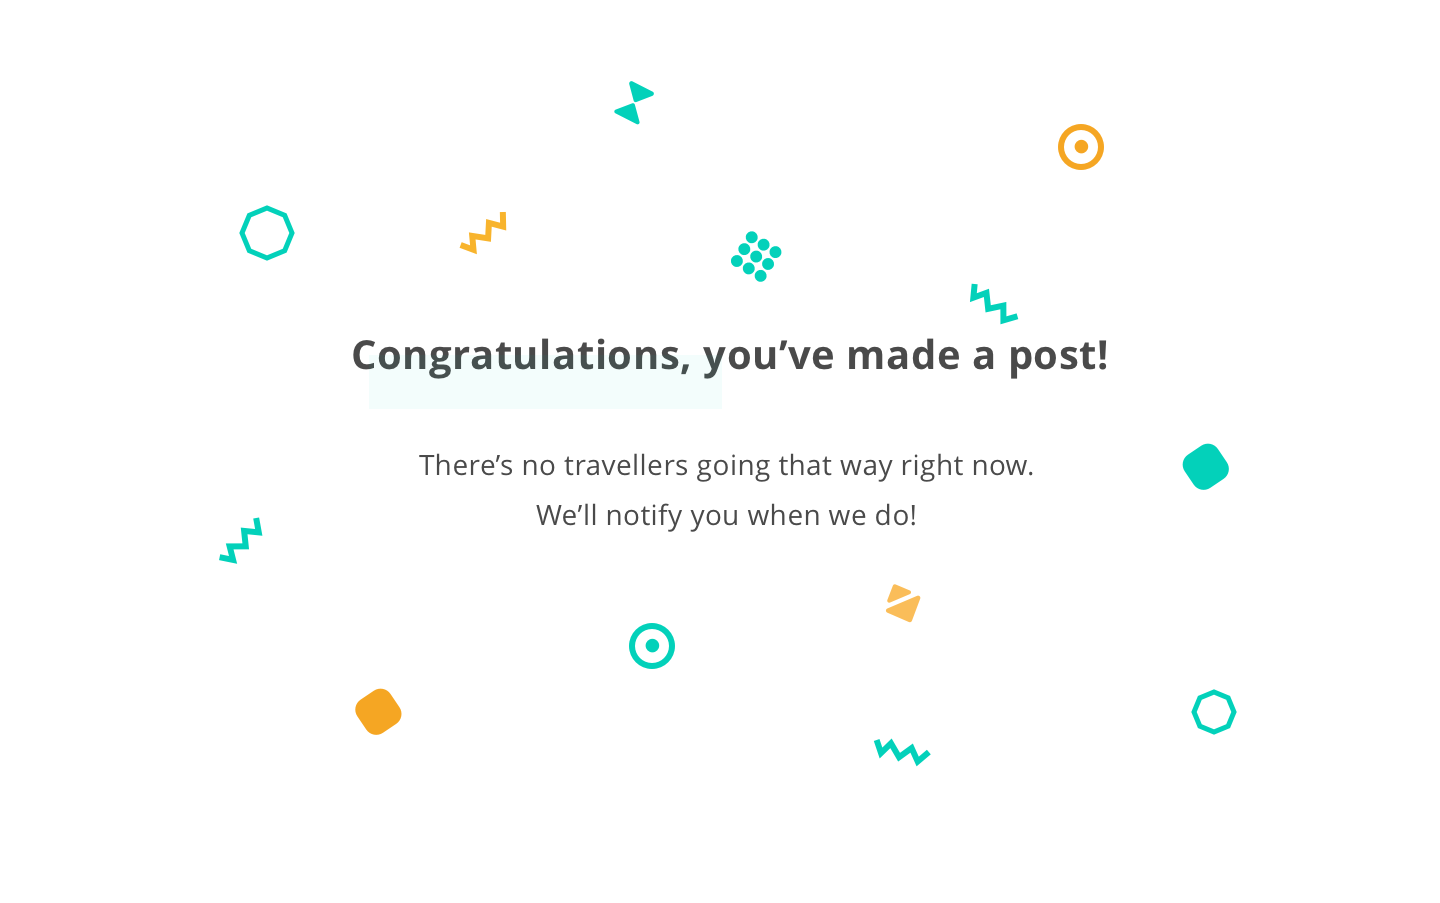 Congratulations, you’ve made a post!
There’s no travellers going that way right now.
We’ll notify you when we do!